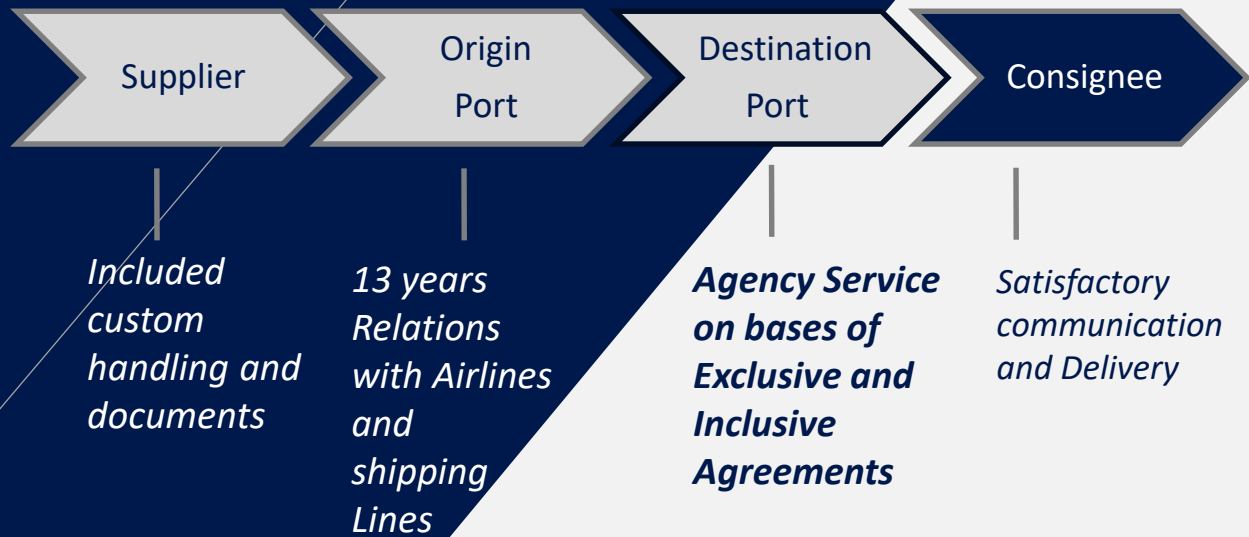 Supplier
Origin
Port
Destination
Port
Consignee
Included
custom
handling and
documents
13 years
Relations
with Airlines
and
shipping
Lines
Agency Service
on bases of
Exclusive and
Inclusive
Agreements
Satisfactory
communication
and Delivery